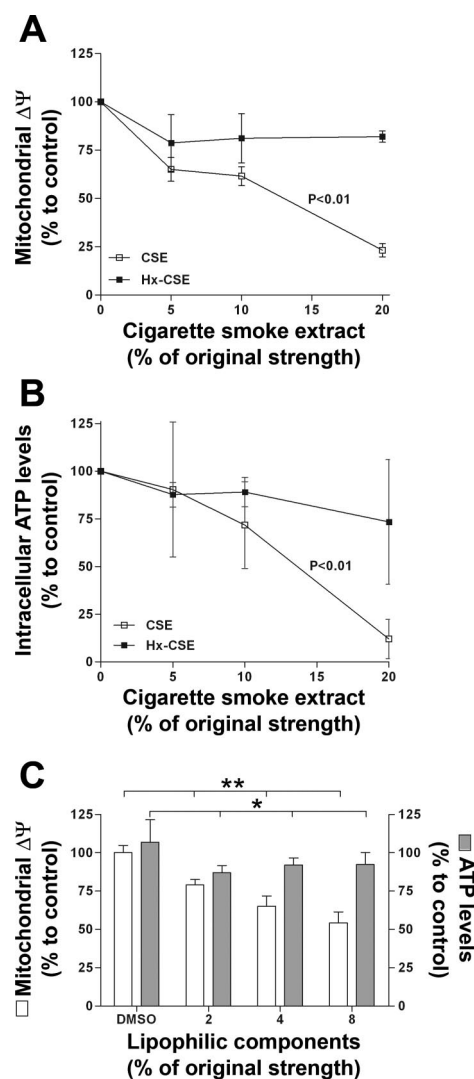 A
Mitochondrial ΔΨ
(% to control)
125
100
75
50
25
0
P<0.01
CSE
Hx-CSE
0 5 10 15 20
Cigarette smoke extract
(% of original strength)
B
Intracellular ATP levels
(% to control)
125
100
75
50
25
0
P<0.01
CSE
Hx-CSE
0 5 10 15 20
Cigarette smoke extract
(% of original strength)
C
**
*
Mitochondrial ΔΨ
(% to control)
125
100
75
50
25
0
125
100
75
50
25
0
ATP levels
(% to control)
DMSO 2 4 8
Lipophilic components
(% of original strength)